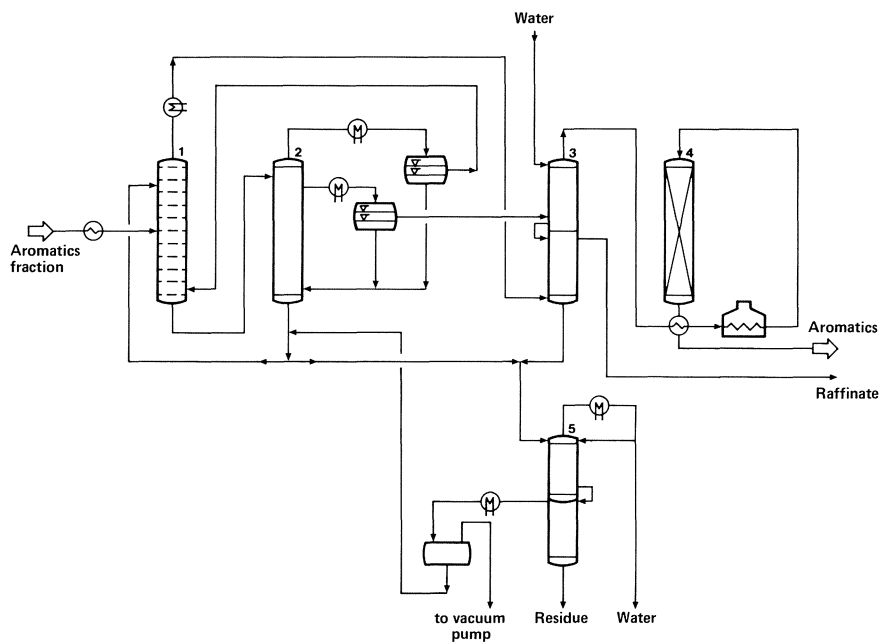 Water
1
2
3
4
M
M
Aromatics
fraction
Aromatics
Raffinate
M
5
M
to vacuum
pump
Residue
Water